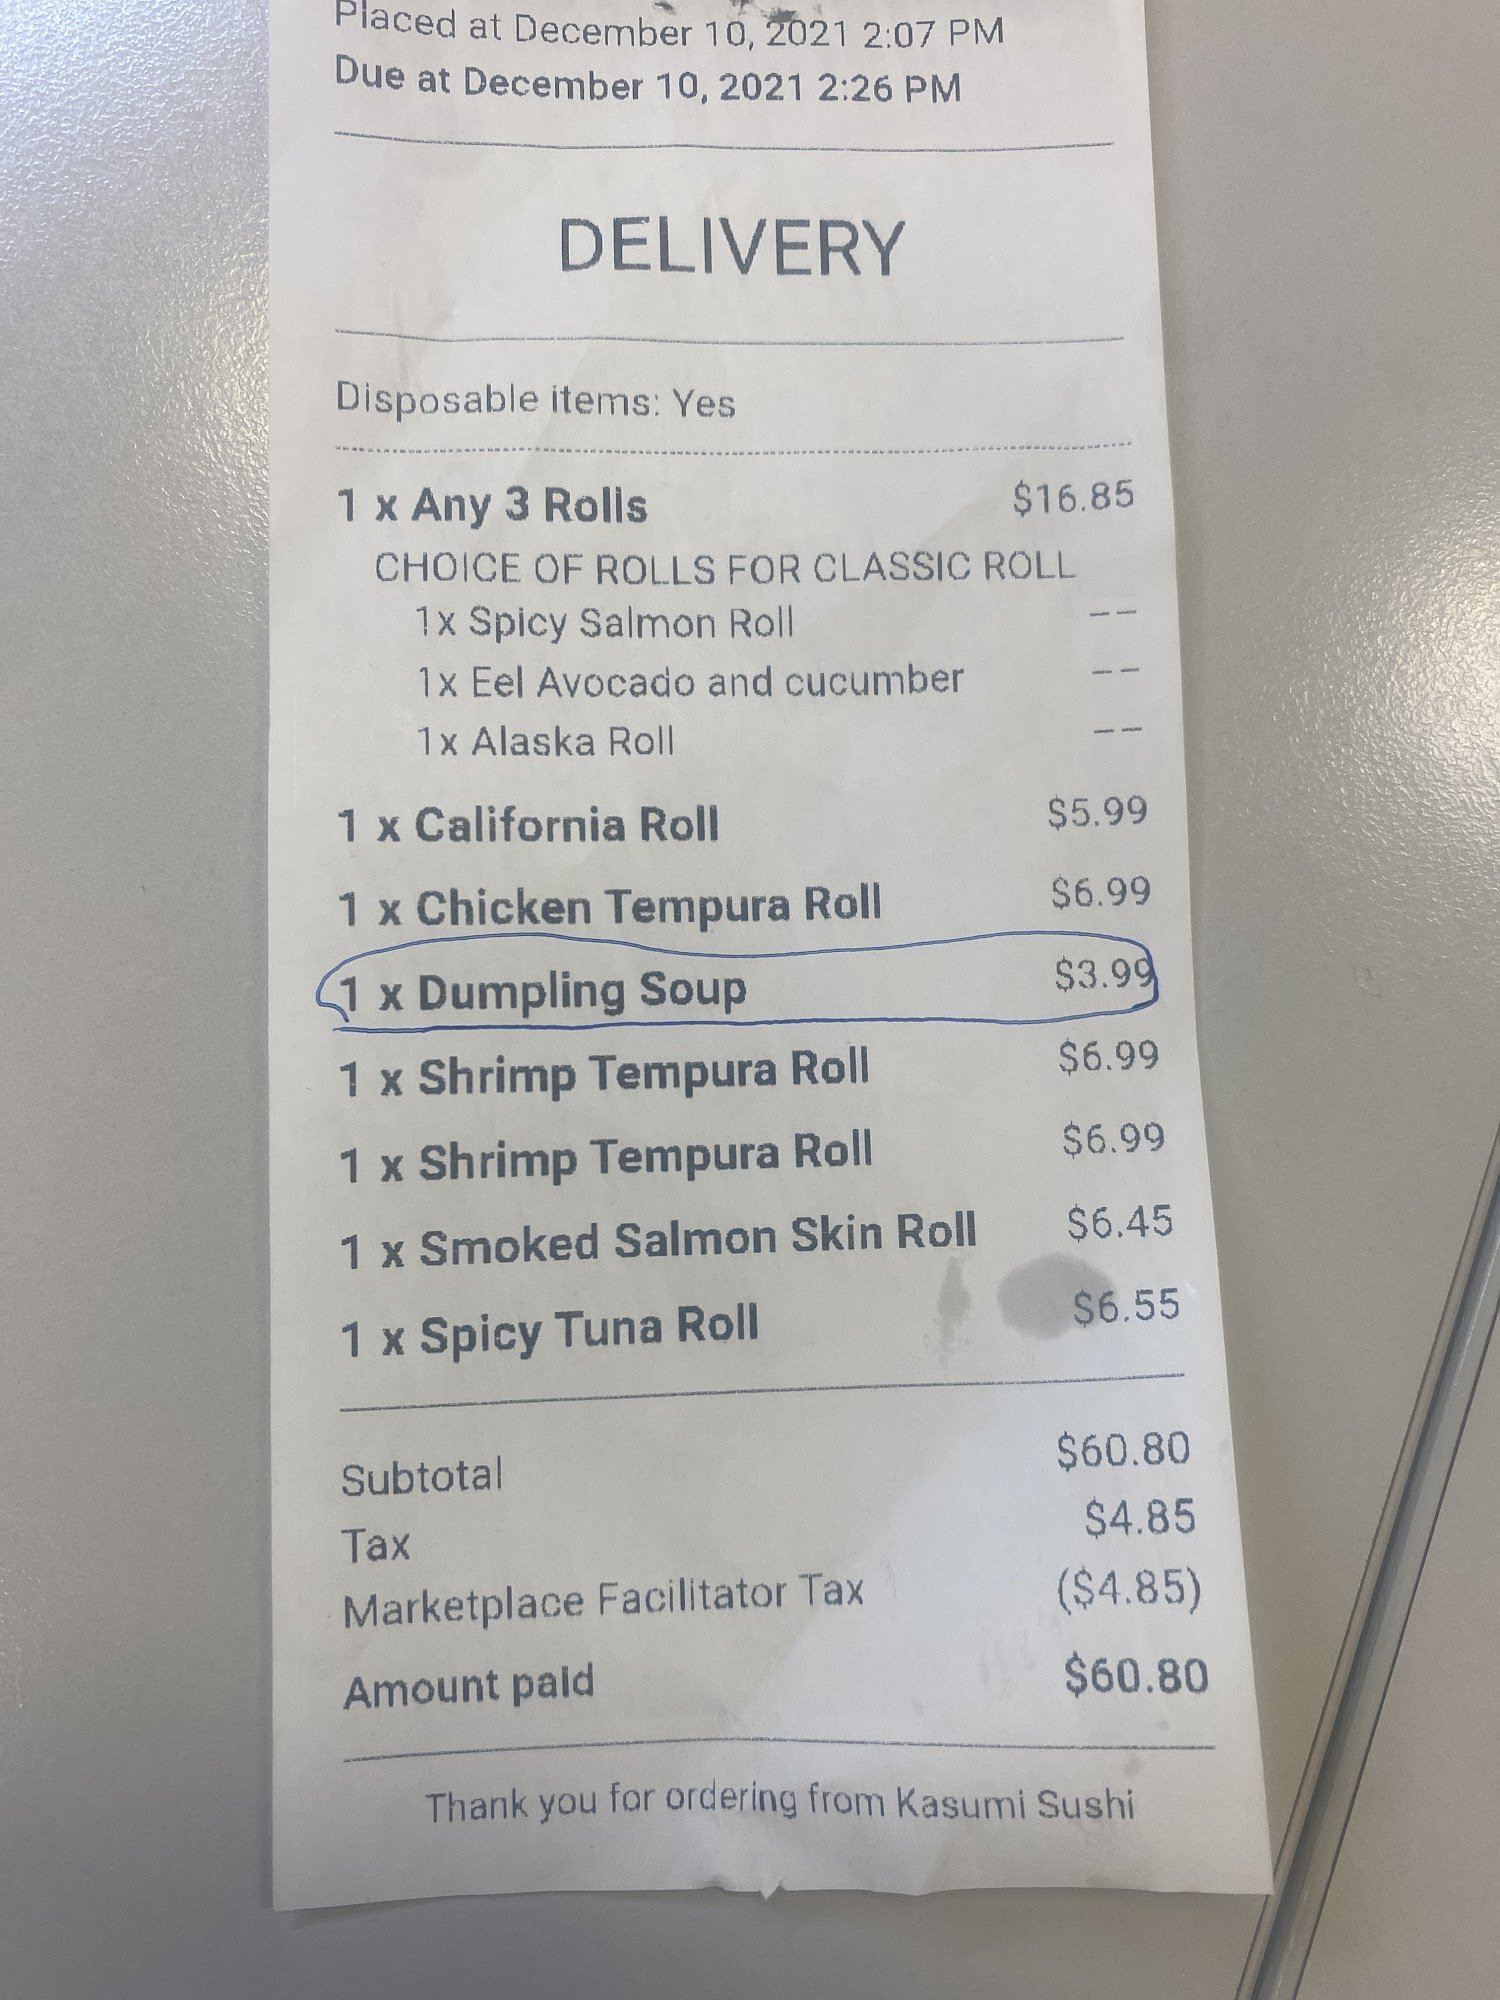 Placed at December 10, 2021 2:07 PM
Due at December 10, 2021 2:26 PM
DELIVERY
Disposable items: Yes
1 x Any 3 Rolls $16.85
CHOICE OF ROLLS FOR CLASSIC ROLL
1x Spicy Salmon Roll --
1x Eel Avocado and cucumber --
1x Alaska Roll --
1 x California Roll $5.99
1 x Chicken Tempura Roll $6.99
1 x Dumpling Soup $3.99
1 x Shrimp Tempura Roll $6.99
1 x Shrimp Tempura Roll $6.99
1 x Smoked Salmon Skin Roll $6.45
1 x Spicy Tuna Roll $6.55
Subtotal $60.80
Tax $4.85
Marketplace Facilitator Tax ($4.85)
Amount paid $60.80
Thank you for ordering from Kasumi Sushi